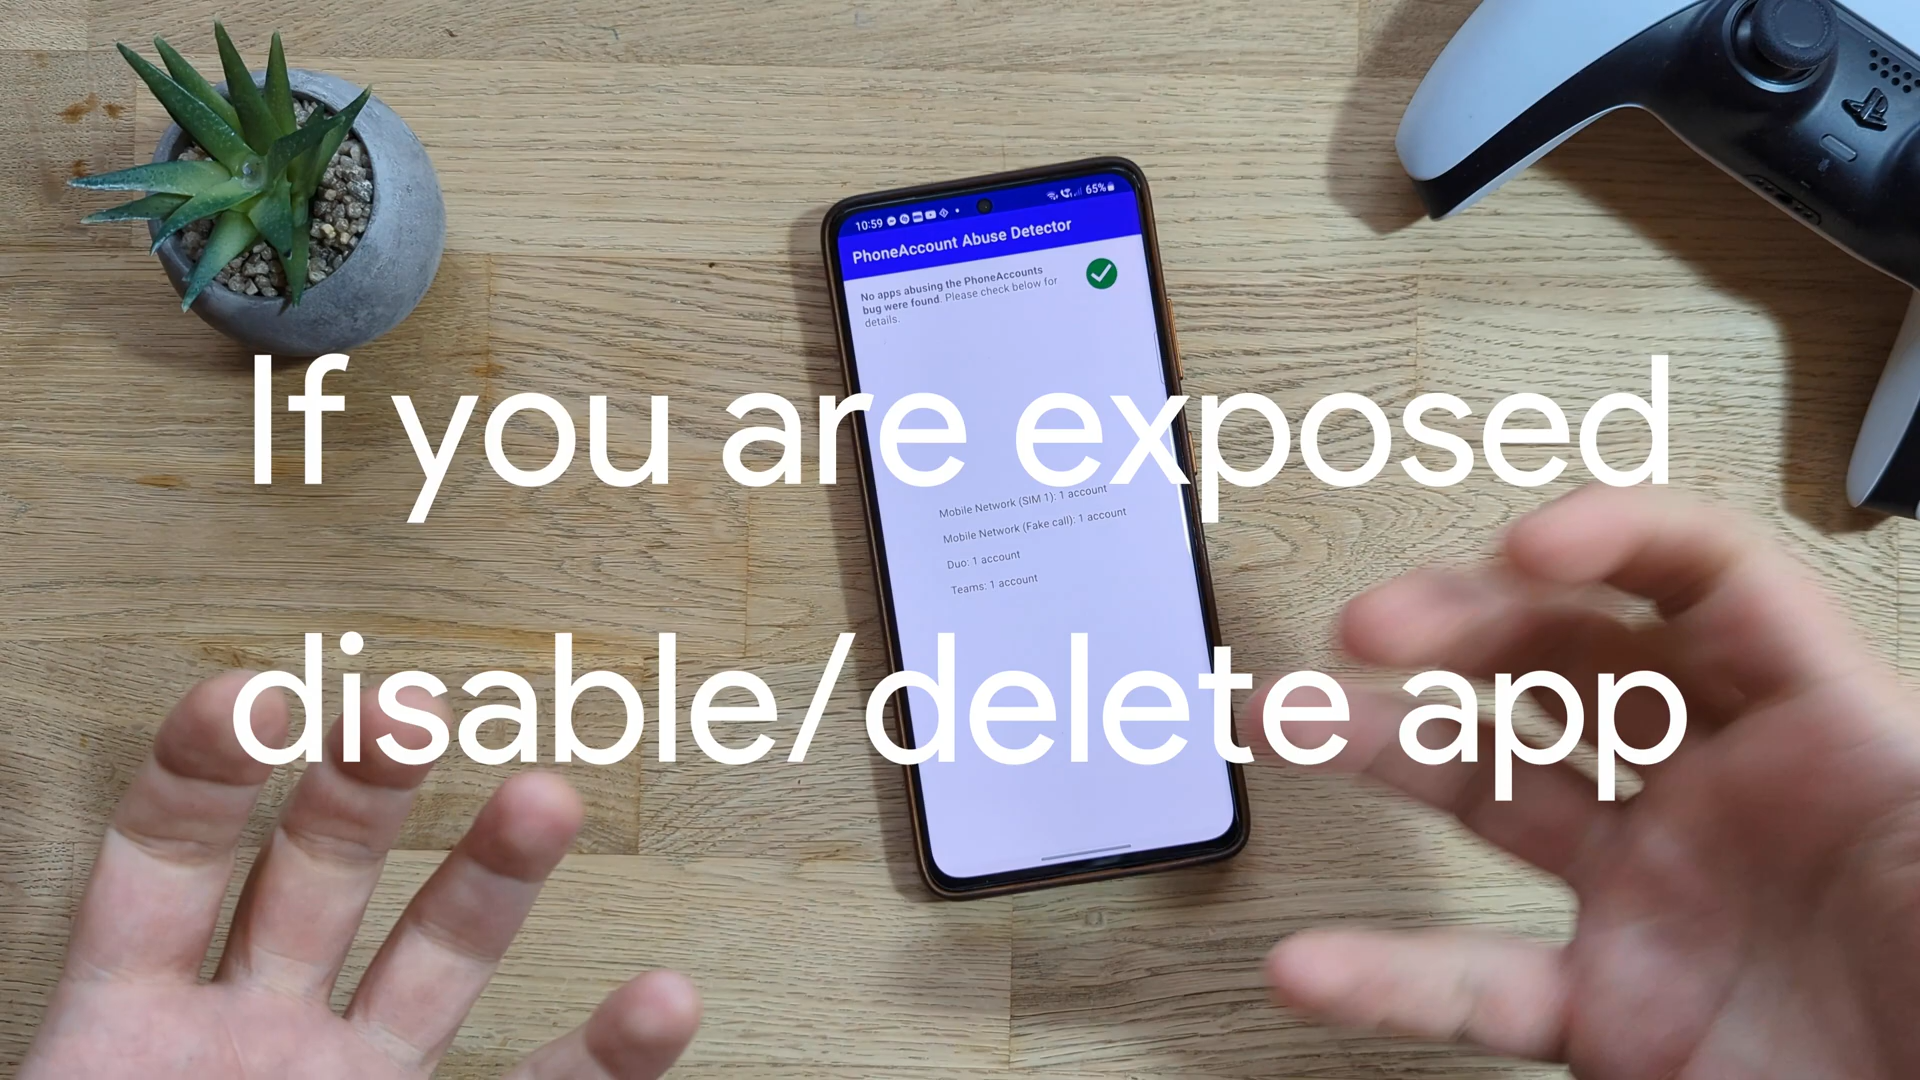 10:59
65%
PhoneAccount Abuse Detector
No apps abusing the PhoneAccounts
bug were found. Please check below for
details.
If you are exposed
Mobile Network (SIM 1): 1 account
Mobile Network (Fake call): 1 account
Duo: 1 account
Teams: 1 account
disable/delete app